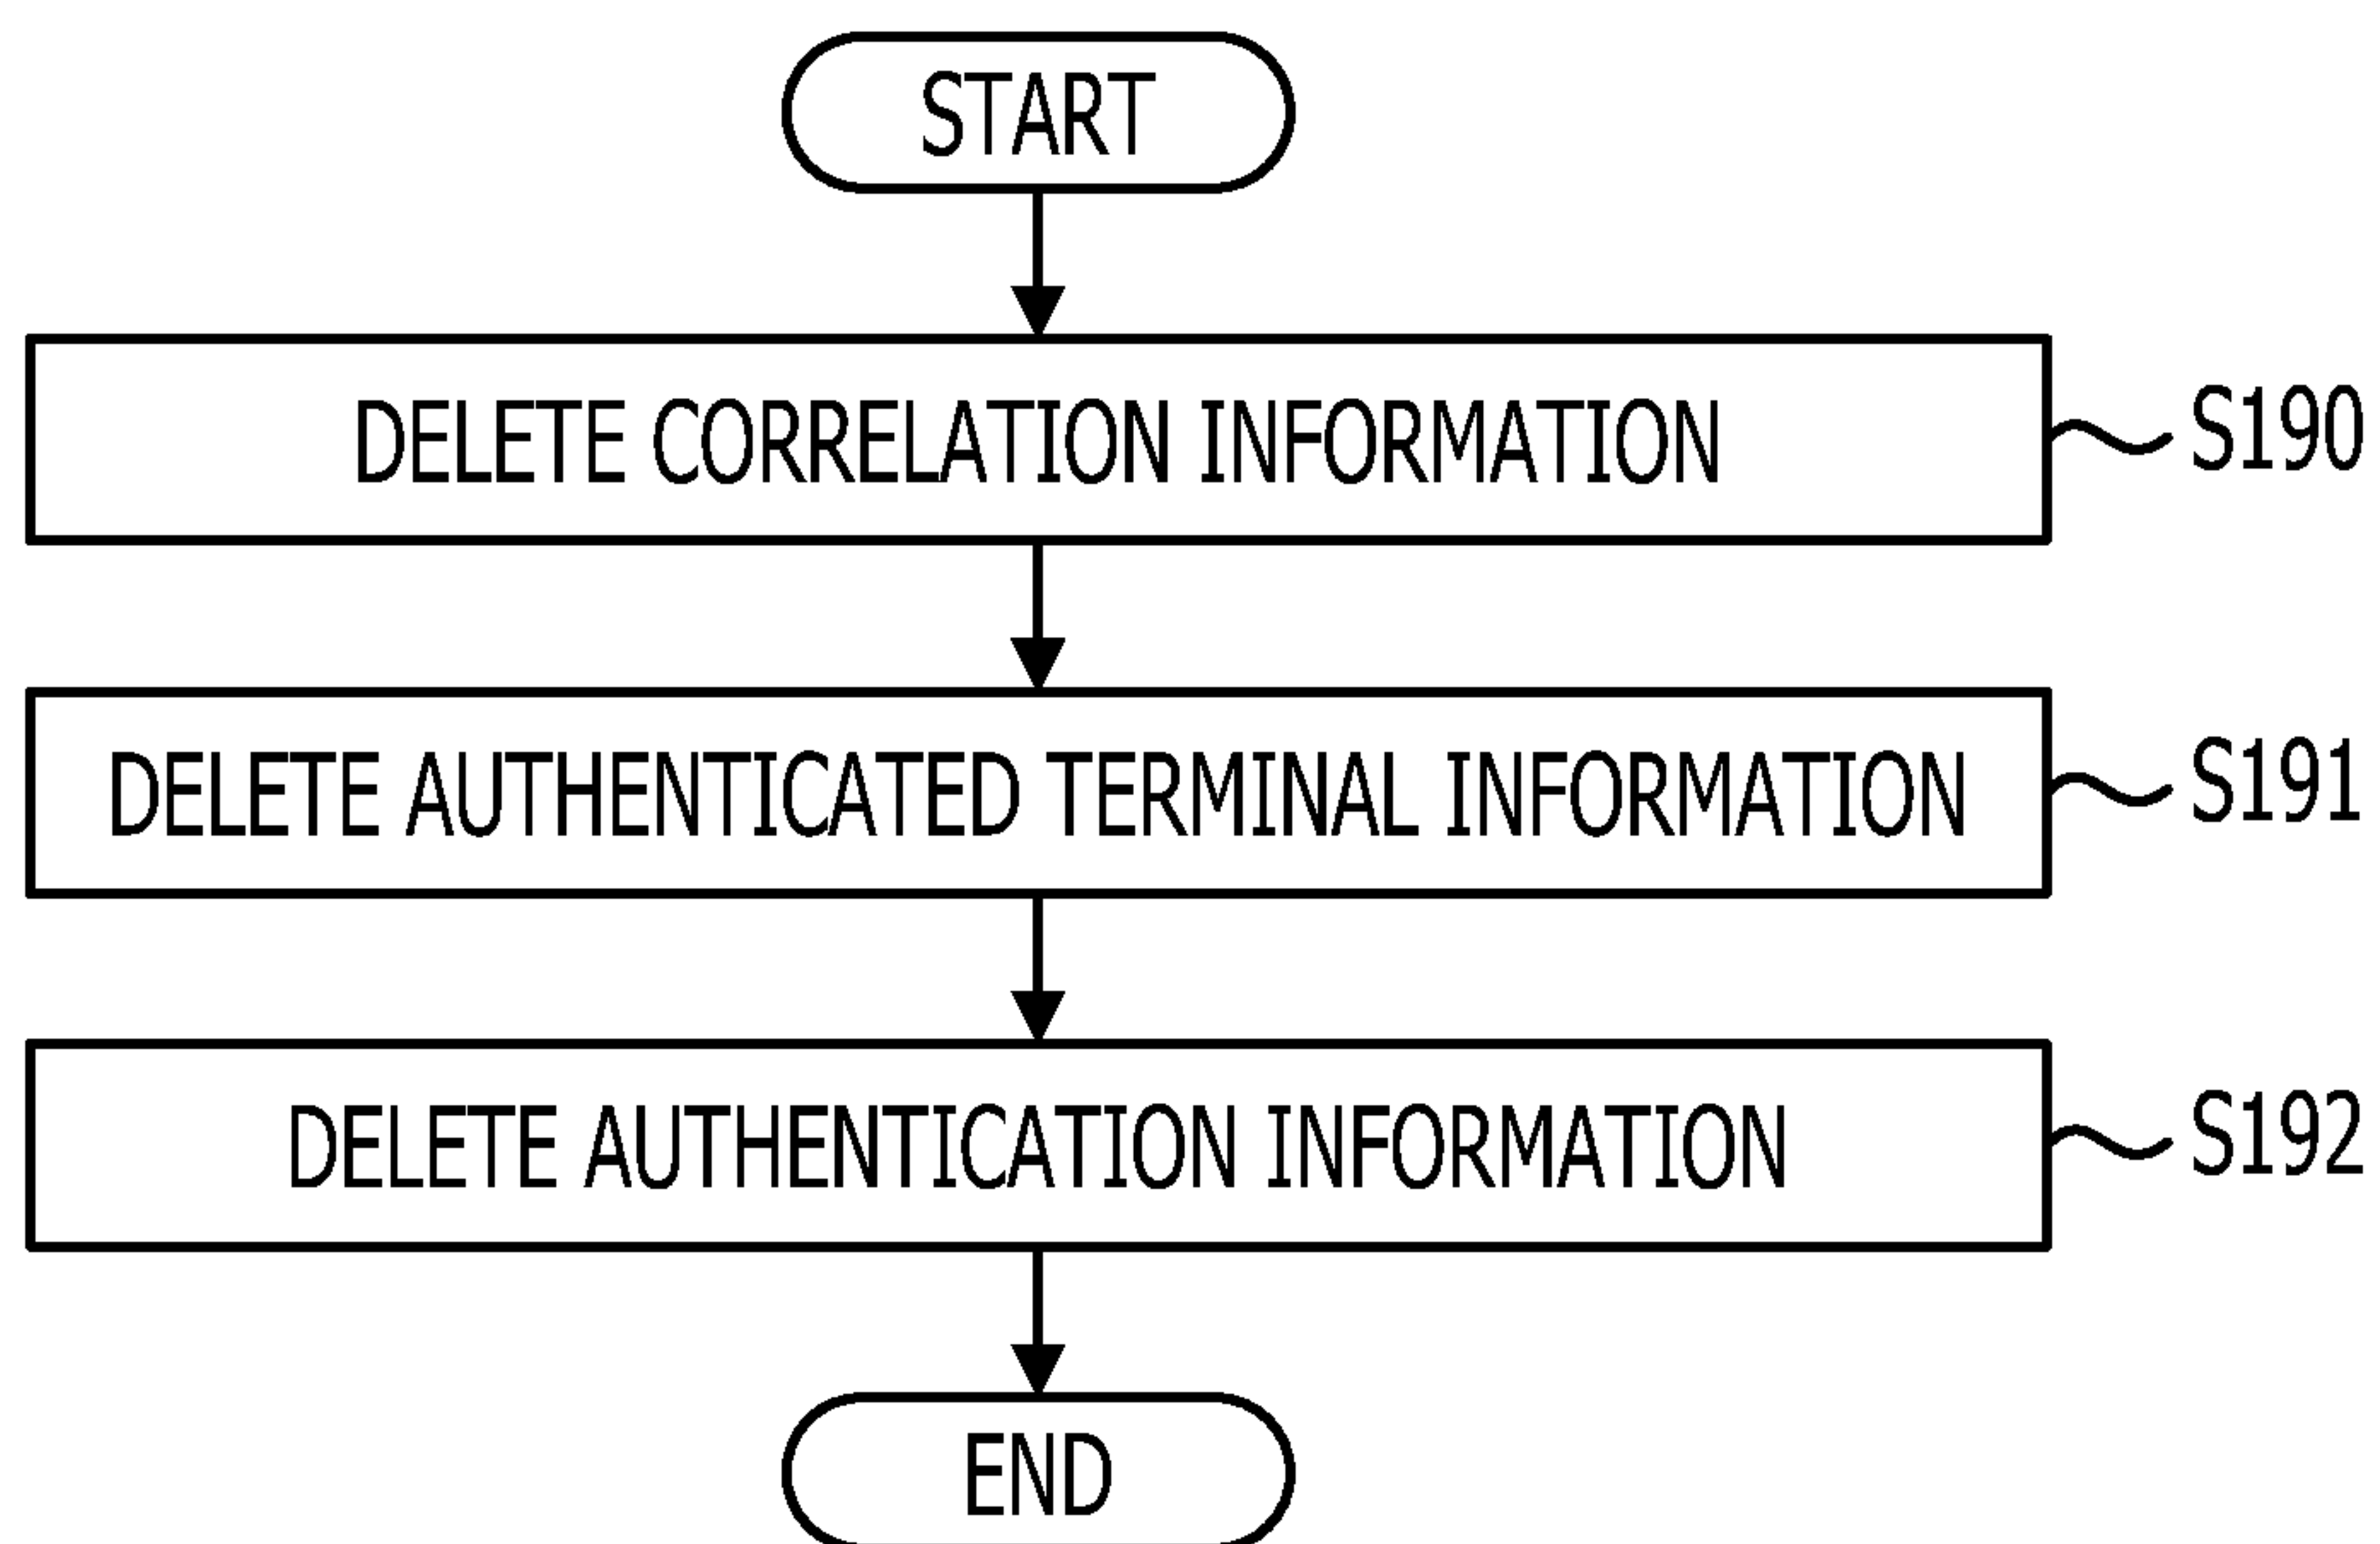 START
DELETE CORRELATION INFORMATION
S190
DELETE AUTHENTICATED TERMINAL INFORMATION
S191
DELETE AUTHENTICATION INFORMATION
S192
END